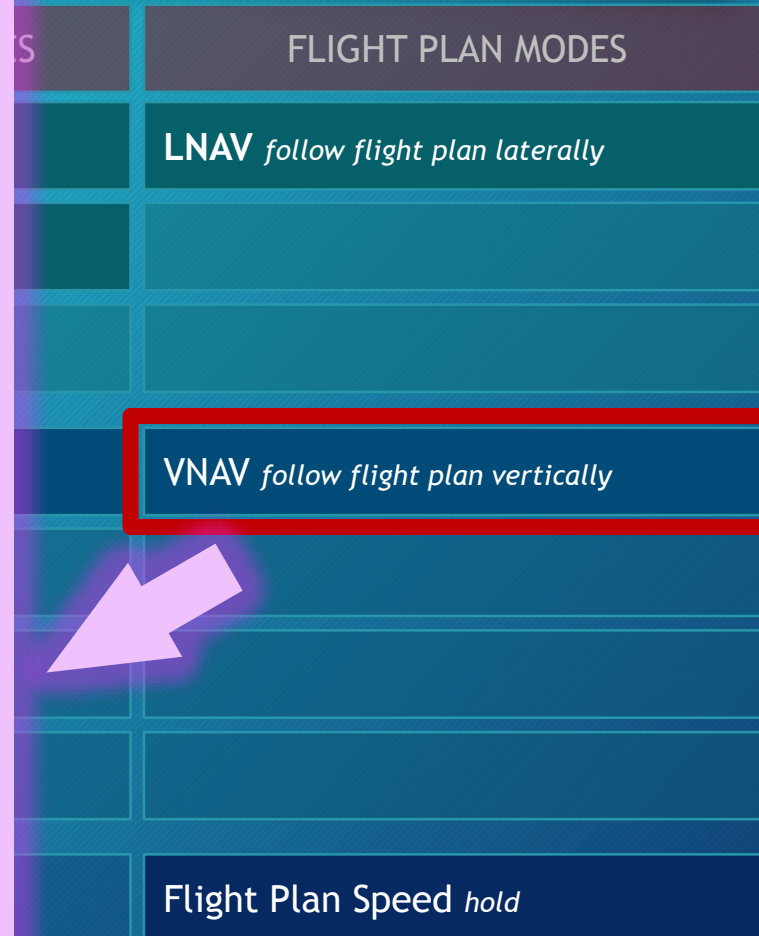 FLIGHT PLAN MODES
LNAV follow flight plan laterally
VNAV follow flight plan vertically
Flight Plan Speed hold